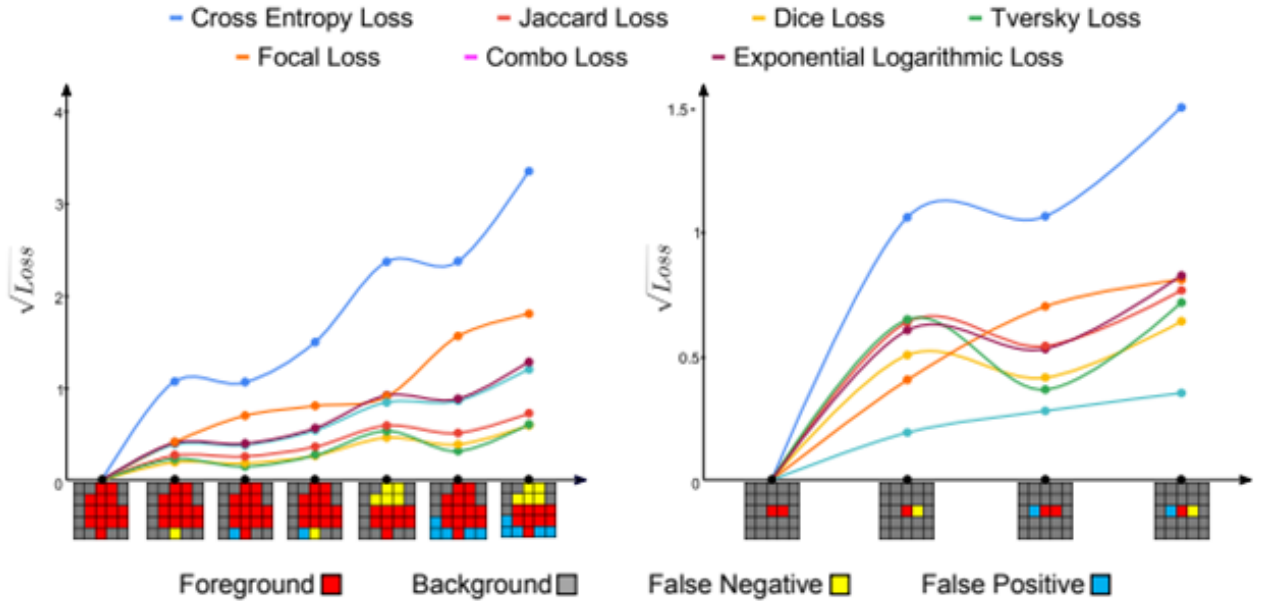 Cross Entropy Loss Jaccard Loss Dice Loss Tversky Loss
Focal Loss Combo Loss Exponential Logarithmic Loss
4
3
2
1
0
√Loss
1.5
1
0.5
0
√Loss
Foreground Background False Negative False Positive